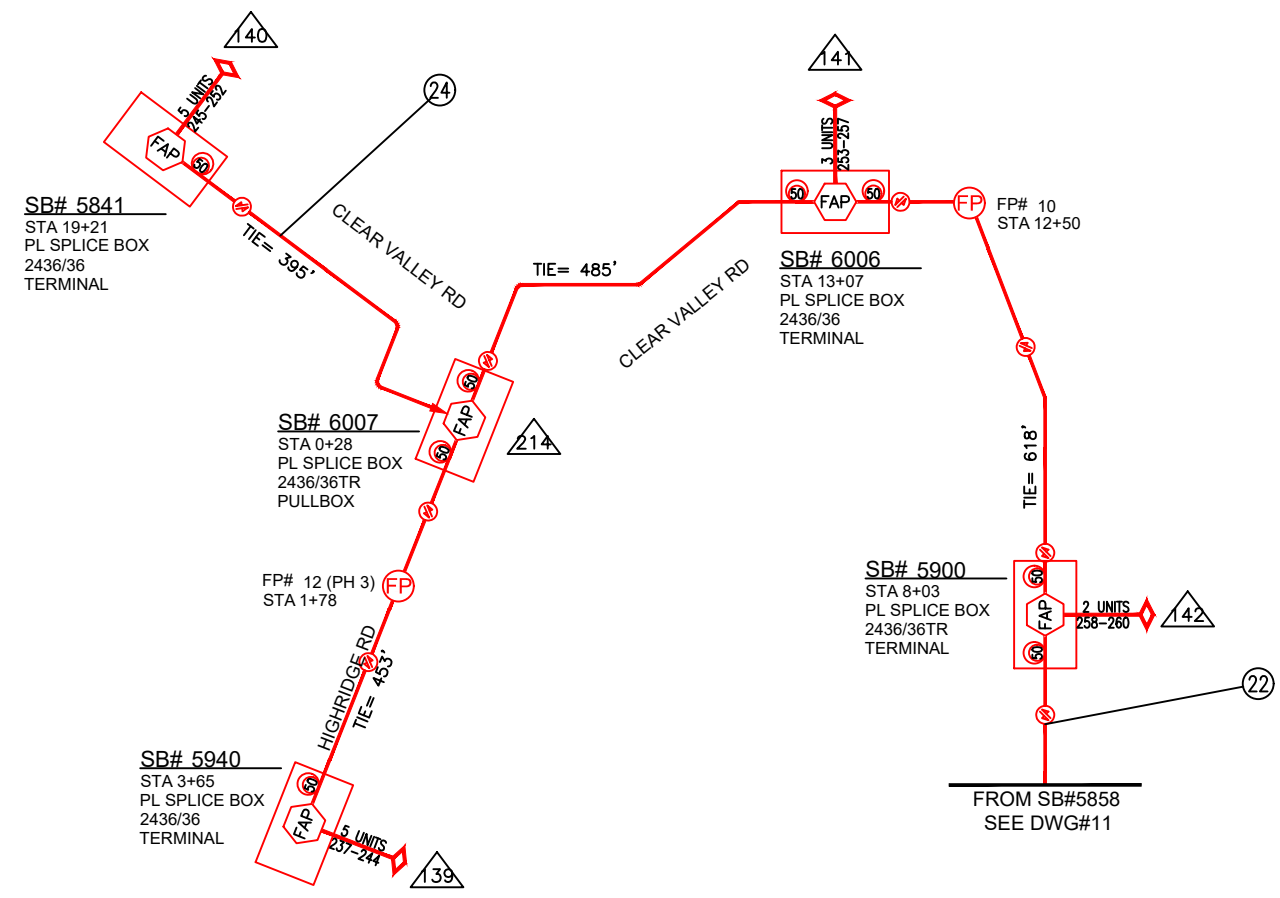 140
5 UNITS
245-252
24
FAP
50
SB# 5841
STA 19+21
PL SPLICE BOX
2436/36
TERMINAL
TIE= 395'
CLEAR VALLEY RD
141
3 UNITS
253-257
50
FAP
50
FP
FP# 10
STA 12+50
SB# 6006
STA 13+07
PL SPLICE BOX
2436/36
TERMINAL
TIE= 485'
CLEAR VALLEY RD
50
FAP
50
SB# 6007
STA 0+28
PL SPLICE BOX
2436/36TR
PULLBOX
214
TIE= 618'
FP# 12 (PH 3)
STA 1+78
FP
HIGHRIDGE RD
TIE= 453'
SB# 5900
STA 8+03
PL SPLICE BOX
2436/36TR
TERMINAL
50
FAP
50
2 UNITS
258-260
142
22
SB# 5940
STA 3+65
PL SPLICE BOX
2436/36
TERMINAL
50
FAP
5 UNITS
237-244
139
FROM SB#5858
SEE DWG#11